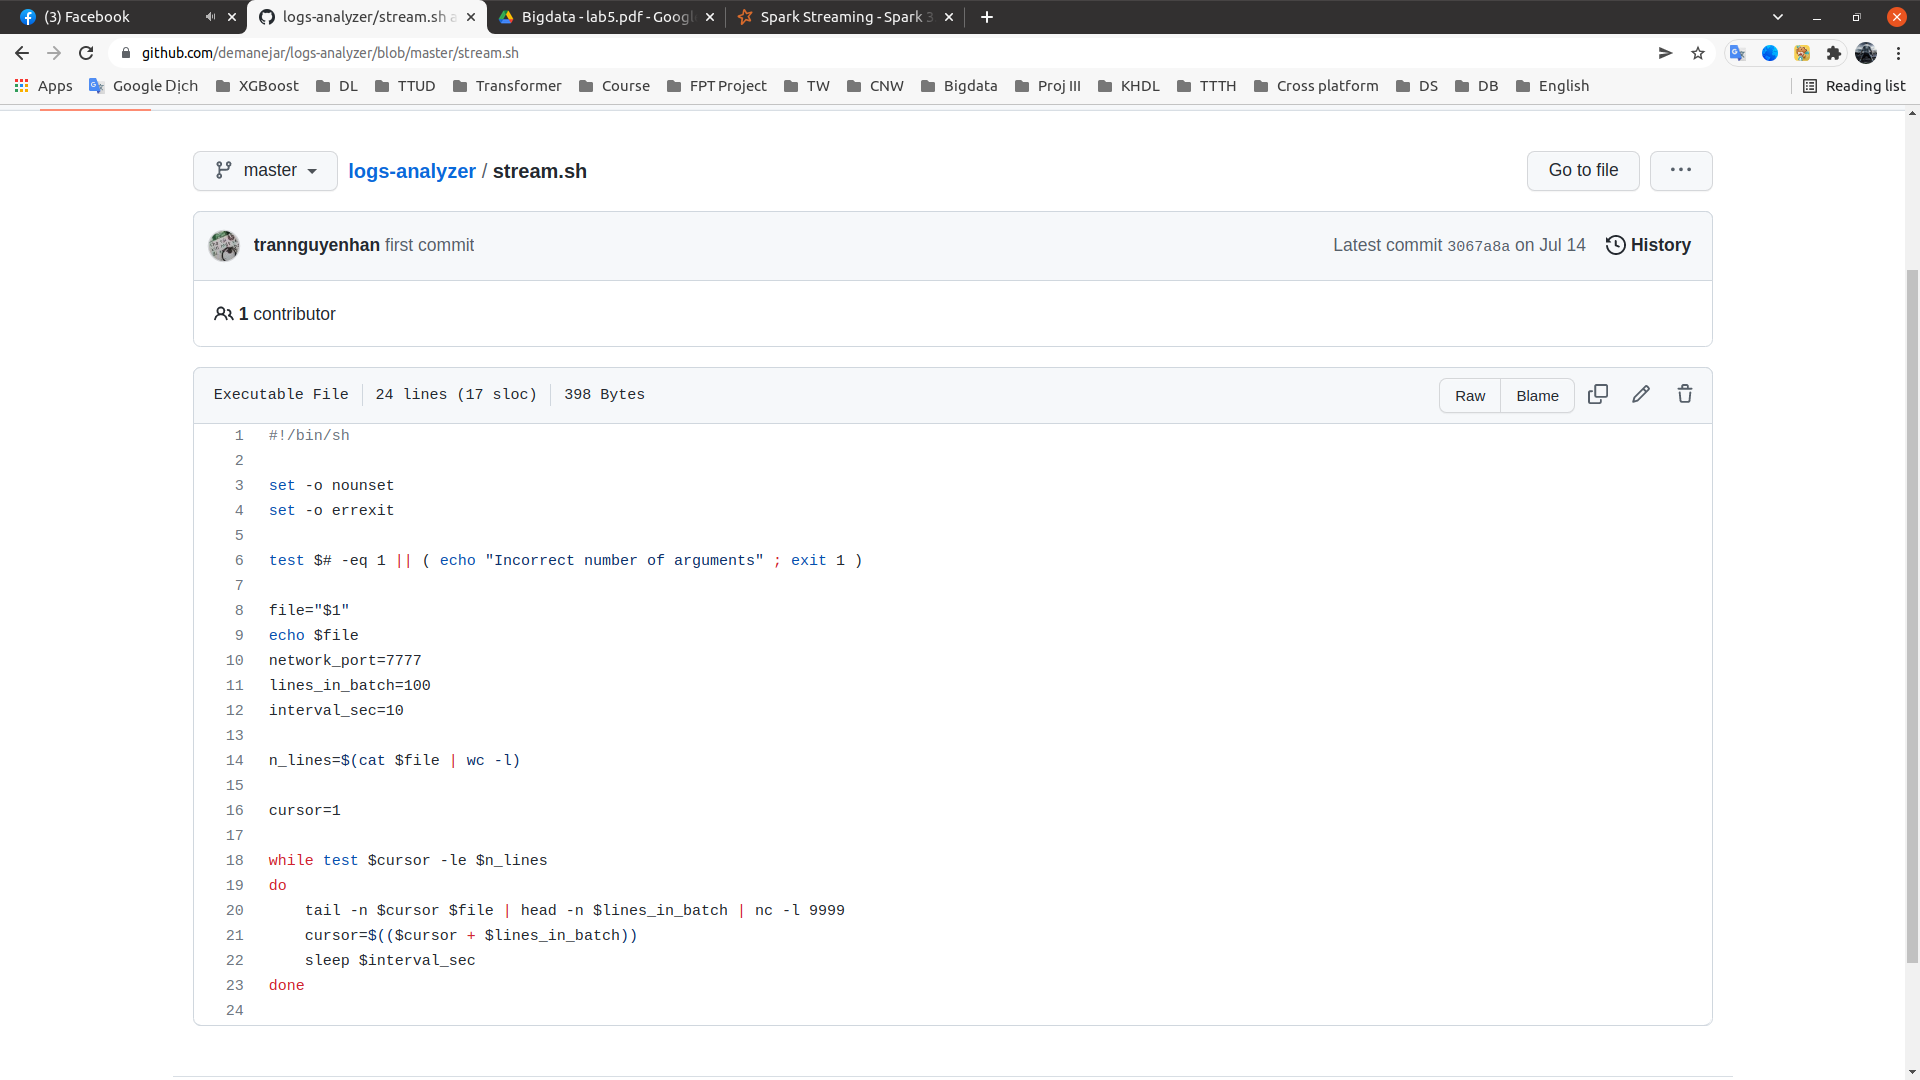 (3) Facebook
logs-analyzer/stream.sh a
Bigdata - lab5.pdf - Googl
Spark Streaming - Spark 3
github.com/demanejar/logs-analyzer/blob/master/stream.sh
Apps
Google Dịch
XGBoost
DL
TTUD
Transformer
Course
FPT Project
TW
CNW
Bigdata
Proj III
KHDL
TTTH
Cross platform
DS
DB
English
Reading list
master
logs-analyzer / stream.sh
Go to file
...
trannguyenhan first commit
Latest commit 3067a8a on Jul 14
History
1 contributor
Executable File
24 lines (17 sloc)
398 Bytes
Raw
Blame
1 #!/bin/sh
2
3 set -o nounset
4 set -o errexit
5
6 test $# -eq 1 || ( echo "Incorrect number of arguments" ; exit 1 )
7
8 file="$1"
9 echo $file
10 network_port=7777
11 lines_in_batch=100
12 interval_sec=10
13
14 n_lines=$(cat $file | wc -l)
15
16 cursor=1
17
18 while test $cursor -le $n_lines
19 do
20     tail -n $cursor $file | head -n $lines_in_batch | nc -l 9999
21     cursor=$(($cursor + $lines_in_batch))
22     sleep $interval_sec
23 done
24